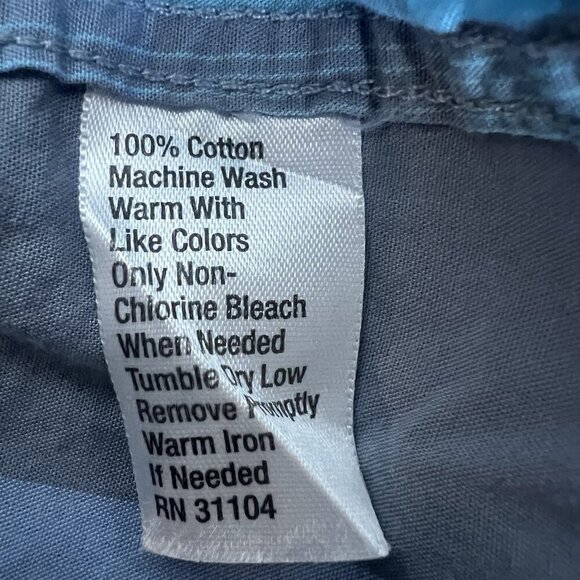 100% Cotton
Machine Wash
Warm With
Like Colors
Only Non-
Chlorine Bleach
When Needed
Tumble Dry Low
Remove Promptly
Warm Iron
If Needed
RN 31104